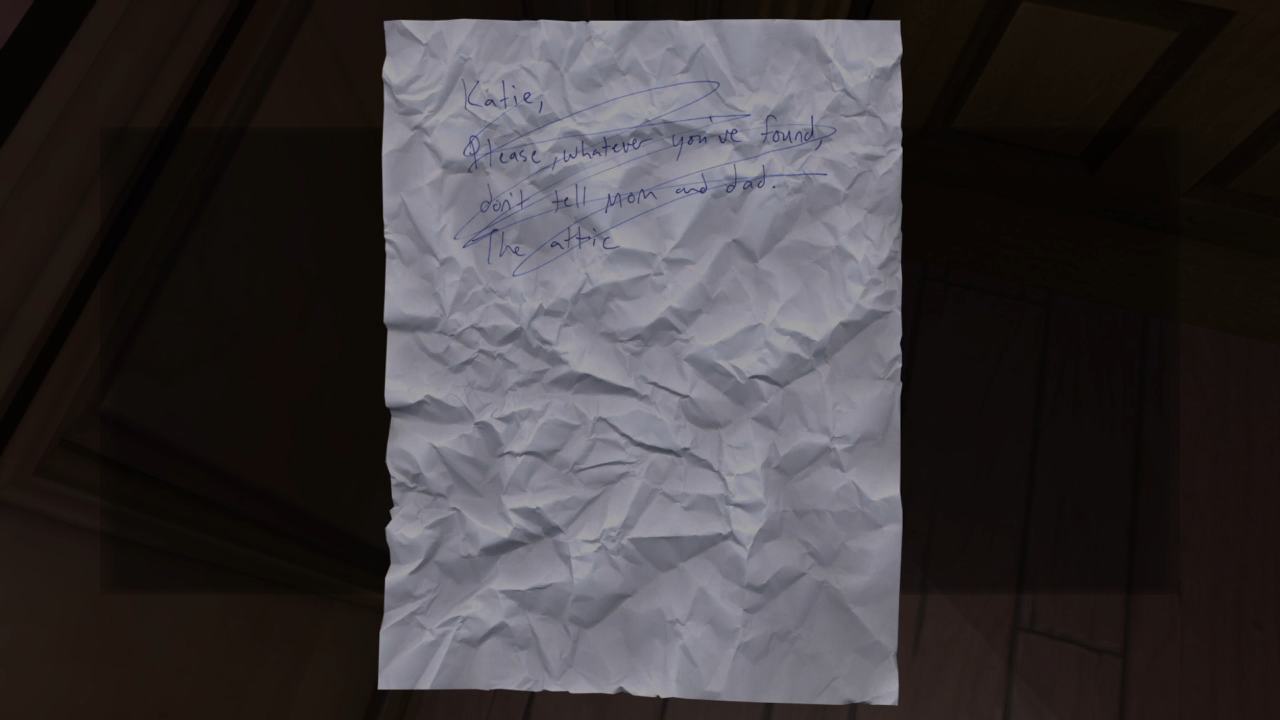 Katie,
Please, whatever you've found,
don't tell Mom and dad.
The attic